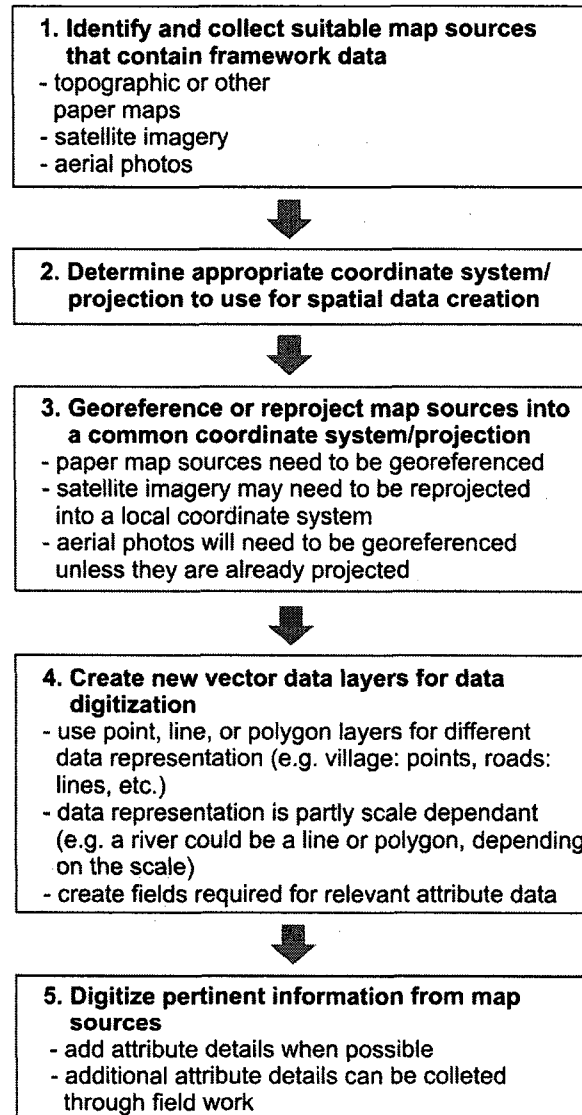 1. Identify and collect suitable map sources
that contain framework data
- topographic or other
paper maps
- satellite imagery
- aerial photos
2. Determine appropriate coordinate system/
projection to use for spatial data creation
3. Georeference or reproject map sources into
a common coordinate system/projection
- paper map sources need to be georeferenced
- satellite imagery may need to be reprojected
into a local coordinate system
- aerial photos will need to be georeferenced
unless they are already projected
4. Create new vector data layers for data
digitization
- use point, line, or polygon layers for different
data representation (e.g. village: points, roads:
lines, etc.)
- data representation is partly scale dependant
(e.g. a river could be a line or polygon, depending
on the scale)
- create fields required for relevant attribute data
5. Digitize pertinent information from map
sources
- add attribute details when possible
- additional attribute details can be colleted
through field work